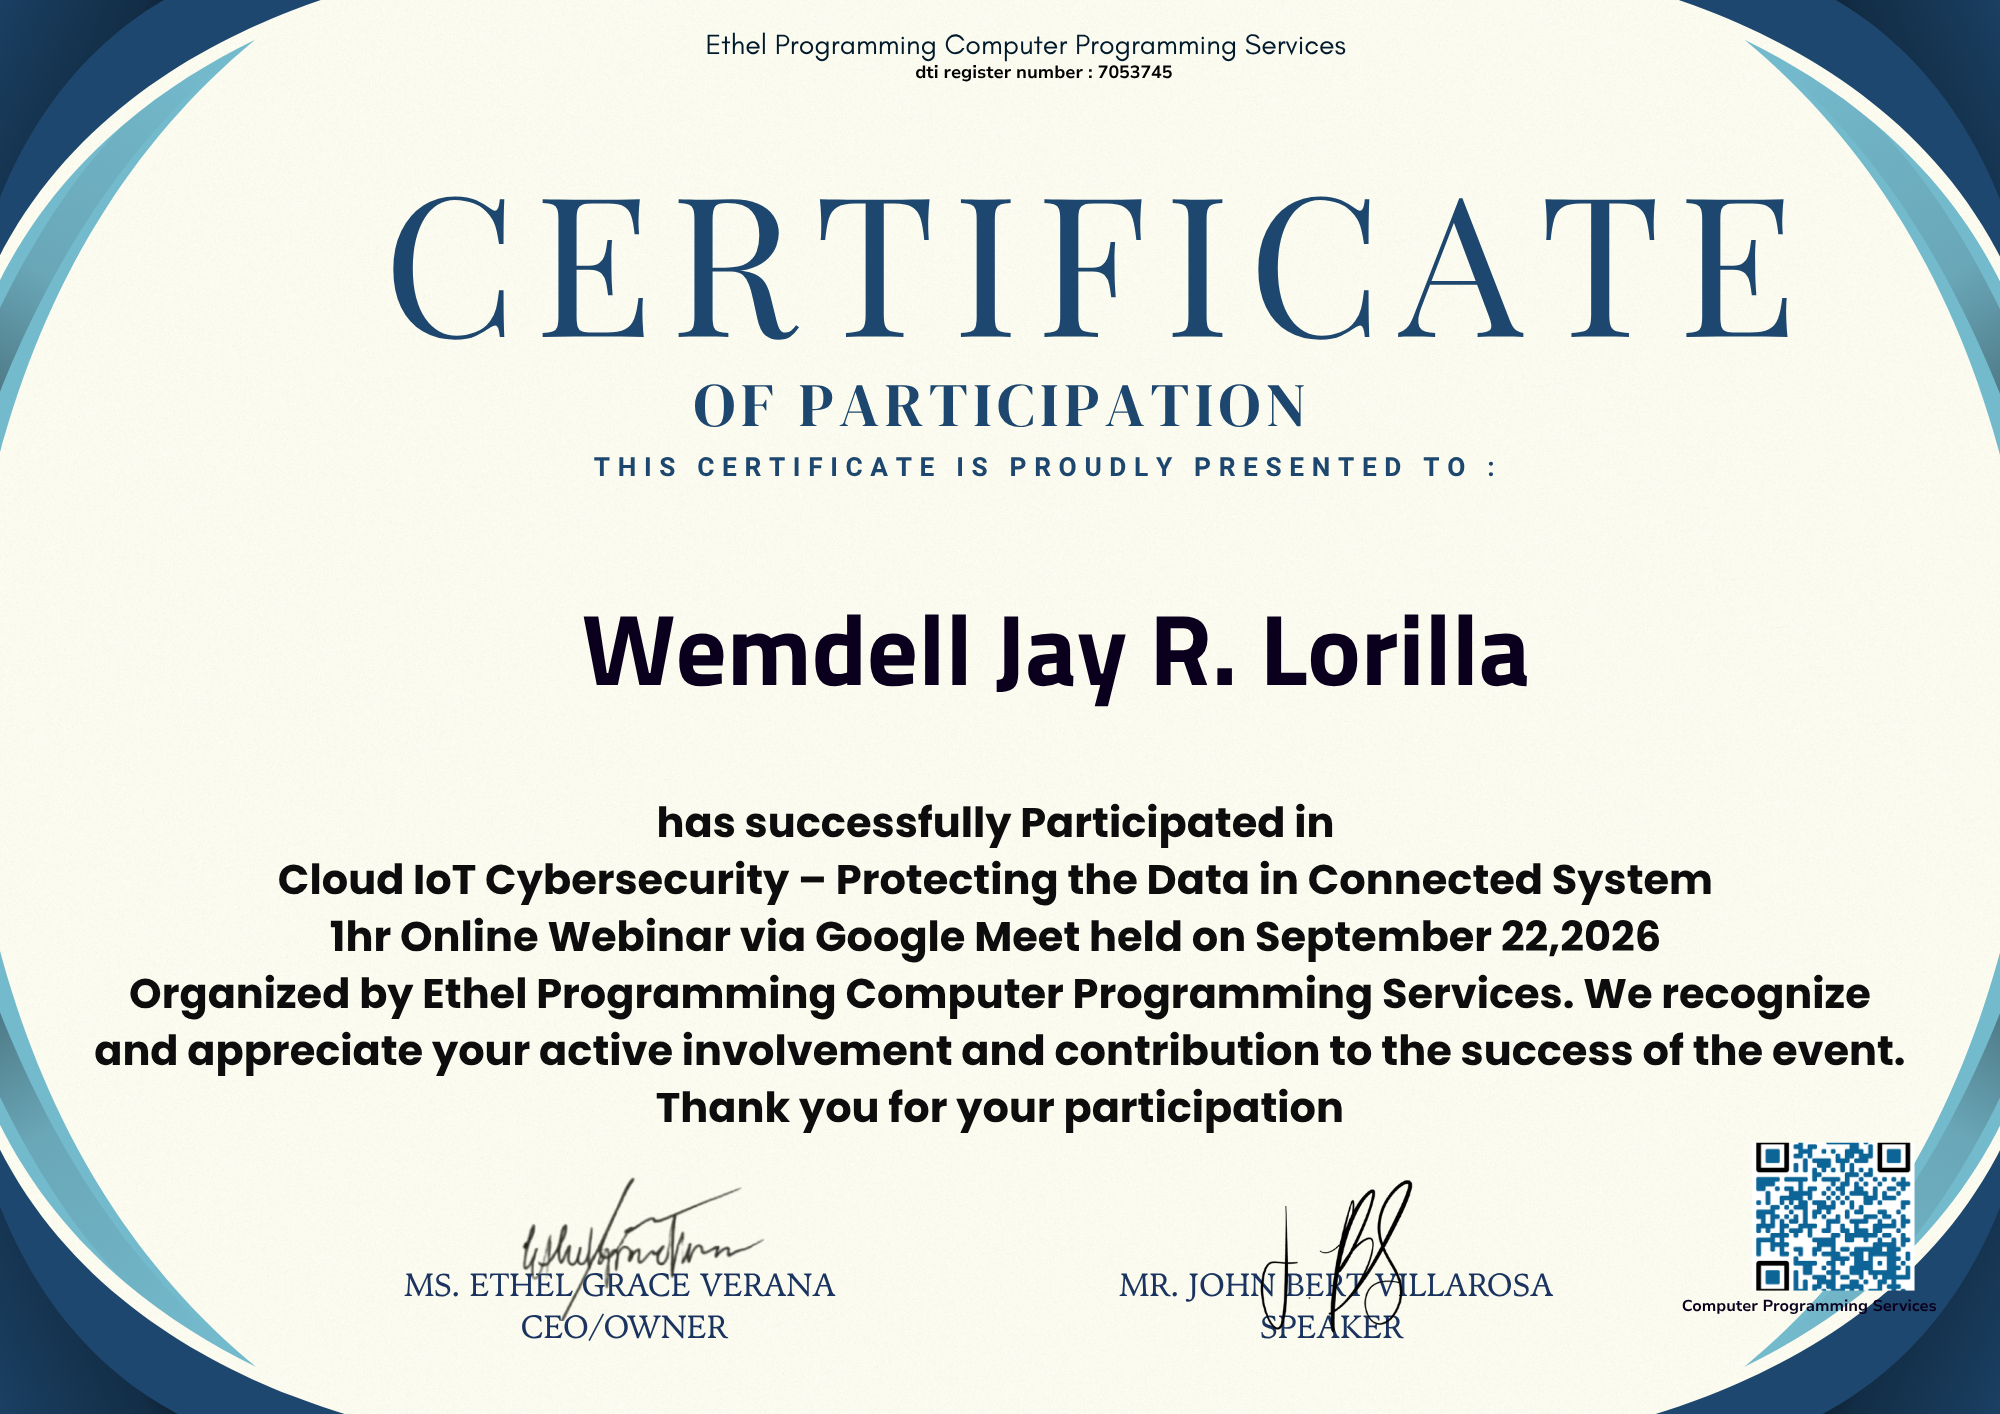 Ethel Programming Computer Programming Services
dti register number : 7053745
CERTIFICATE
OF PARTICIPATION
THIS CERTIFICATE IS PROUDLY PRESENTED TO :
Wemdell Jay R. Lorilla
has successfully Participated in
Cloud IoT Cybersecurity – Protecting the Data in Connected System
1hr Online Webinar via Google Meet held on September 22,2026
Organized by Ethel Programming Computer Programming Services. We recognize
and appreciate your active involvement and contribution to the success of the event.
Thank you for your participation
MS. ETHEL GRACE VERANA
CEO/OWNER
MR. JOHN BERT VILLAROSA
SPEAKER
Computer Programming Services